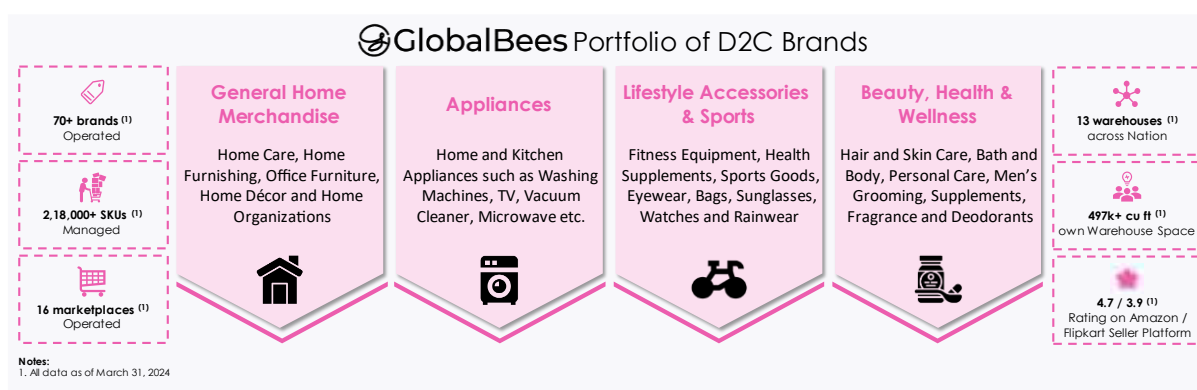 GlobalBees Portfolio of D2C Brands
70+ brands (1)
Operated
2,18,000+ SKUs (1)
Managed
16 marketplaces (1)
Operated
General Home
Merchandise
Home Care, Home
Furnishing, Office Furniture,
Home Décor and Home
Organizations
Appliances
Home and Kitchen
Appliances such as Washing
Machines, TV, Vacuum
Cleaner, Microwave etc.
Lifestyle Accessories
& Sports
Fitness Equipment, Health
Supplements, Sports Goods,
Eyewear, Bags, Sunglasses,
Watches and Rainwear
Beauty, Health &
Wellness
Hair and Skin Care, Bath and
Body, Personal Care, Men’s
Grooming, Supplements,
Fragrance and Deodorants
13 warehouses (1)
across Nation
497k+ cu ft (1)
own Warehouse Space
4.7 / 3.9 (1)
Rating on Amazon /
Flipkart Seller Platform
Notes:
1. All data as of March 31, 2024